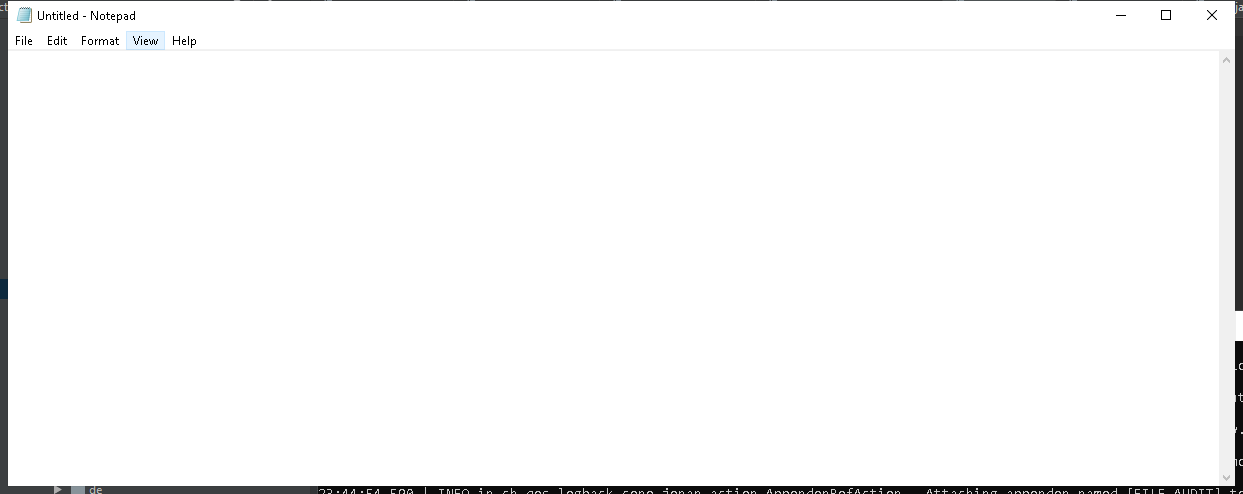 Untitled - Notepad
File Edit Format View Help
de
23:44:54,590 | INFO in ch.qos.logback.core.joran.action.AppenderRefAction - Attaching appender named [FILE_AUDIT] t